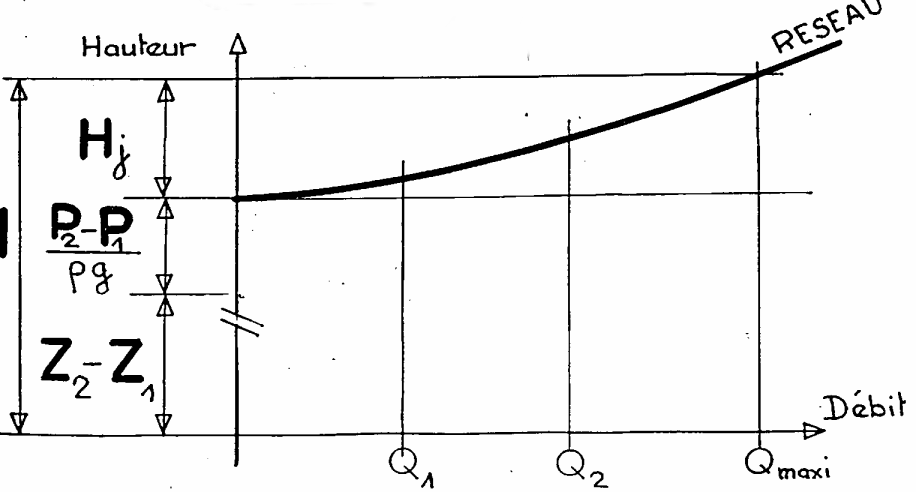 Hauteur
RESEAU
Hj
P2-P1
ρg
Z2-Z1
Débit
Q1
Q2
Qmaxi